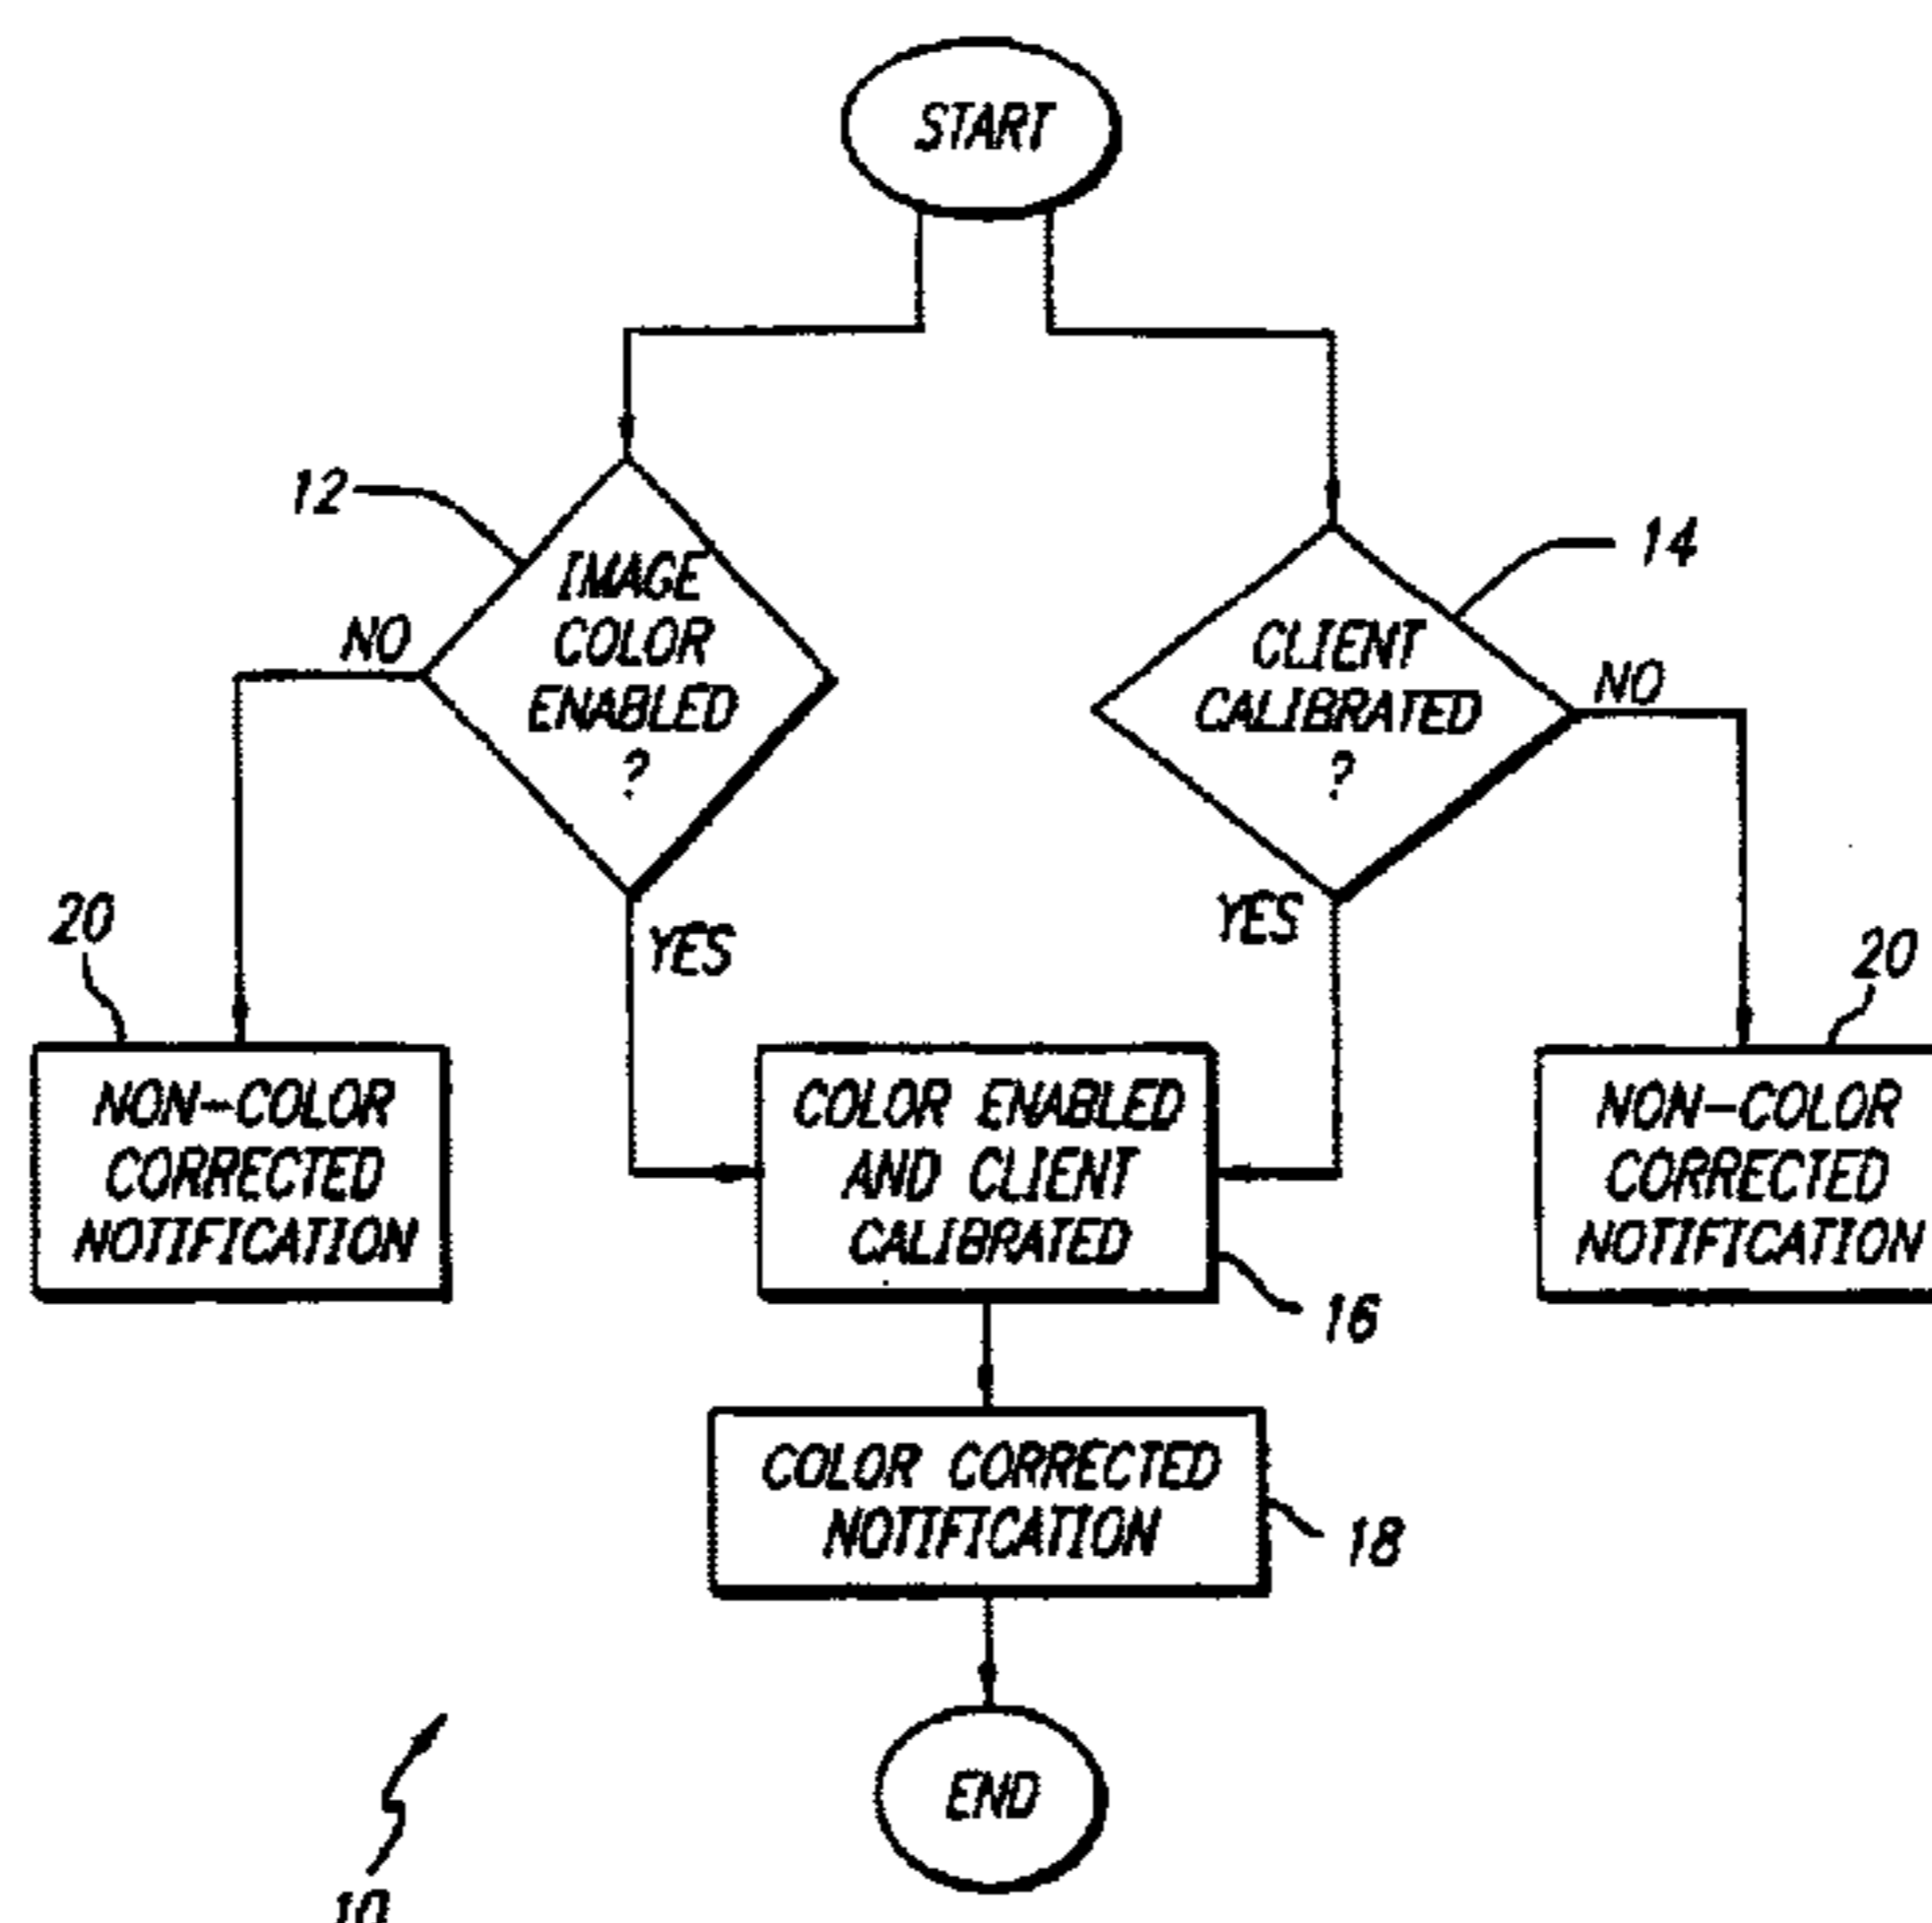 START
12
IMAGE
COLOR
ENABLED
?
NO
YES
14
CLIENT
CALIBRATED
?
NO
YES
20
NON-COLOR
CORRECTED
NOTIFICATION
COLOR ENABLED
AND CLIENT
CALIBRATED
16
20
NON-COLOR
CORRECTED
NOTIFICATION
COLOR CORRECTED
NOTIFICATION
18
END
10